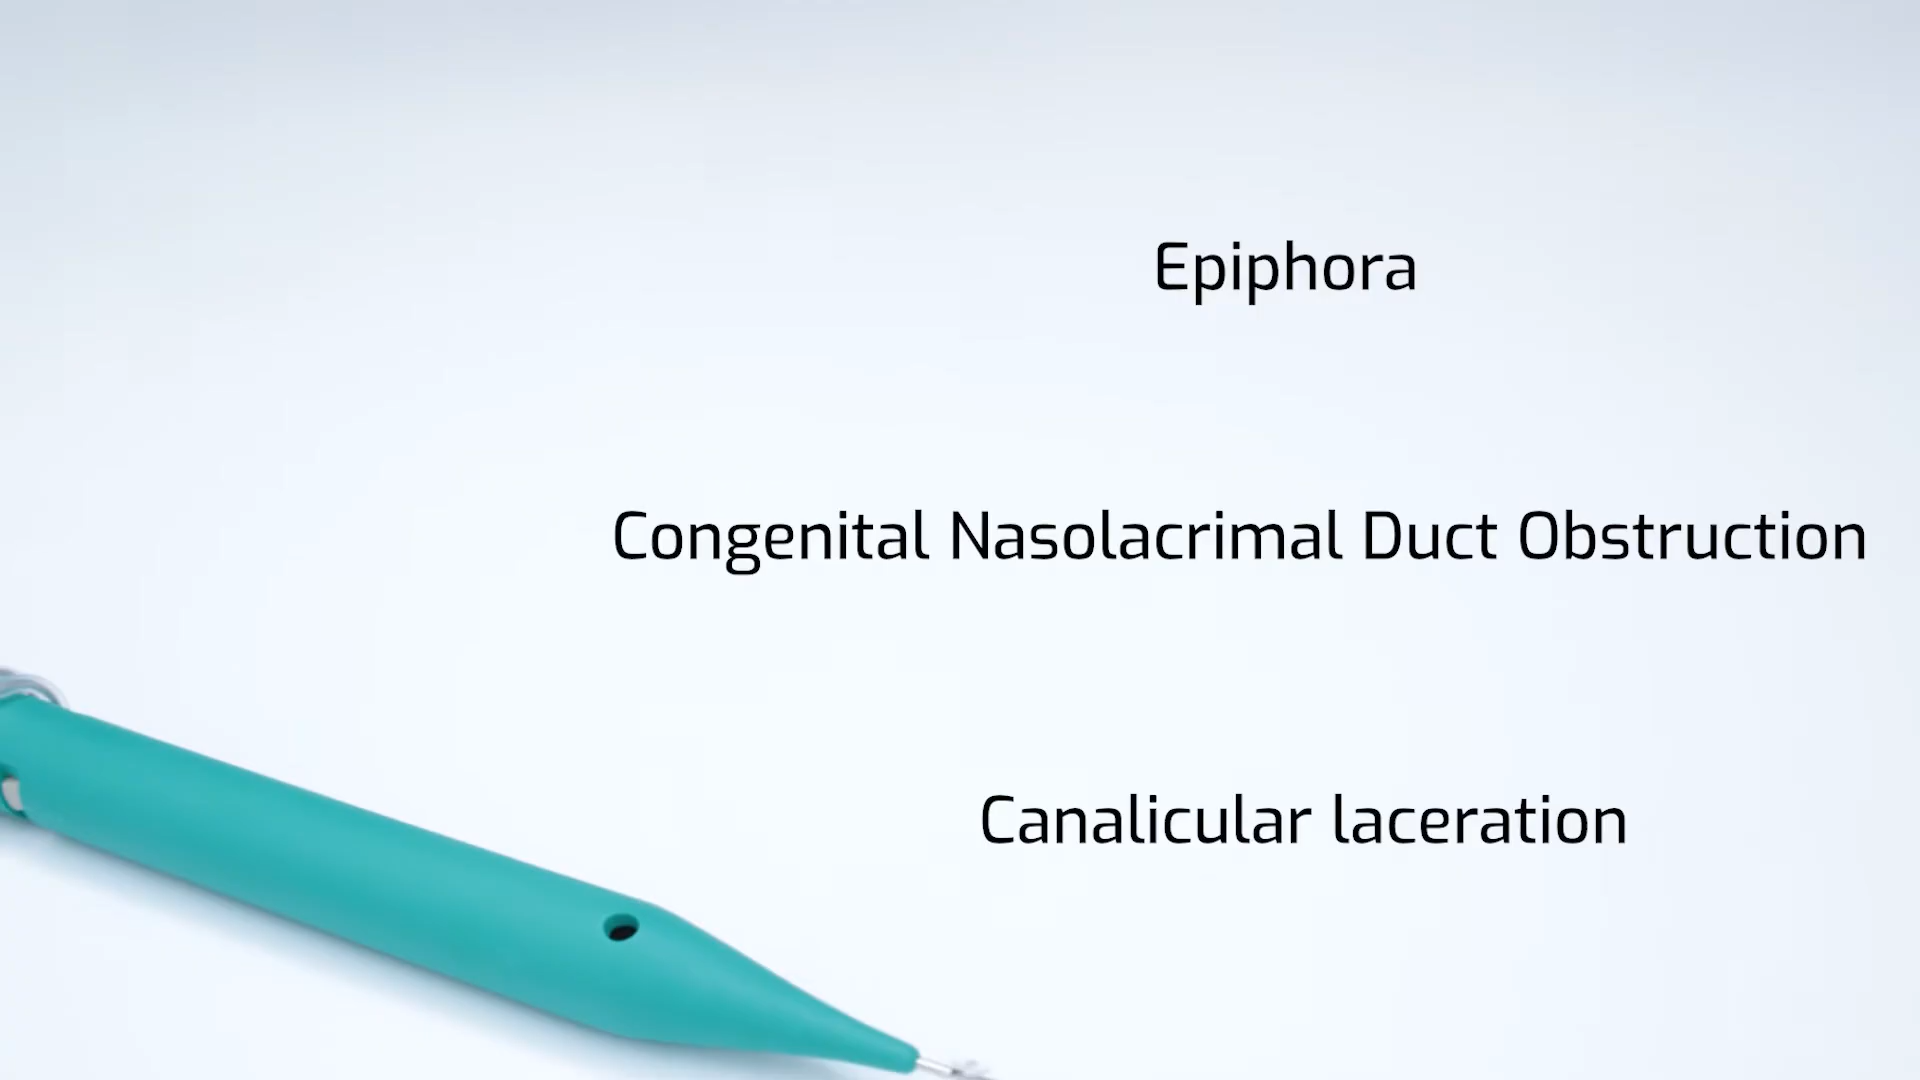 Epiphora
Congenital Nasolacrimal Duct Obstruction
Canalicular laceration